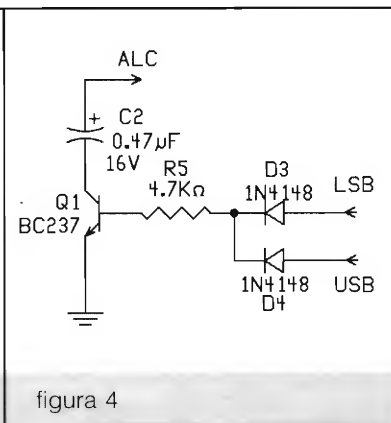 ALC
+ C2
0.47µF
16V
Q1
BC237
R5
4.7KΩ
D3
1N4148
LSB
1N4148
D4
USB
figura 4